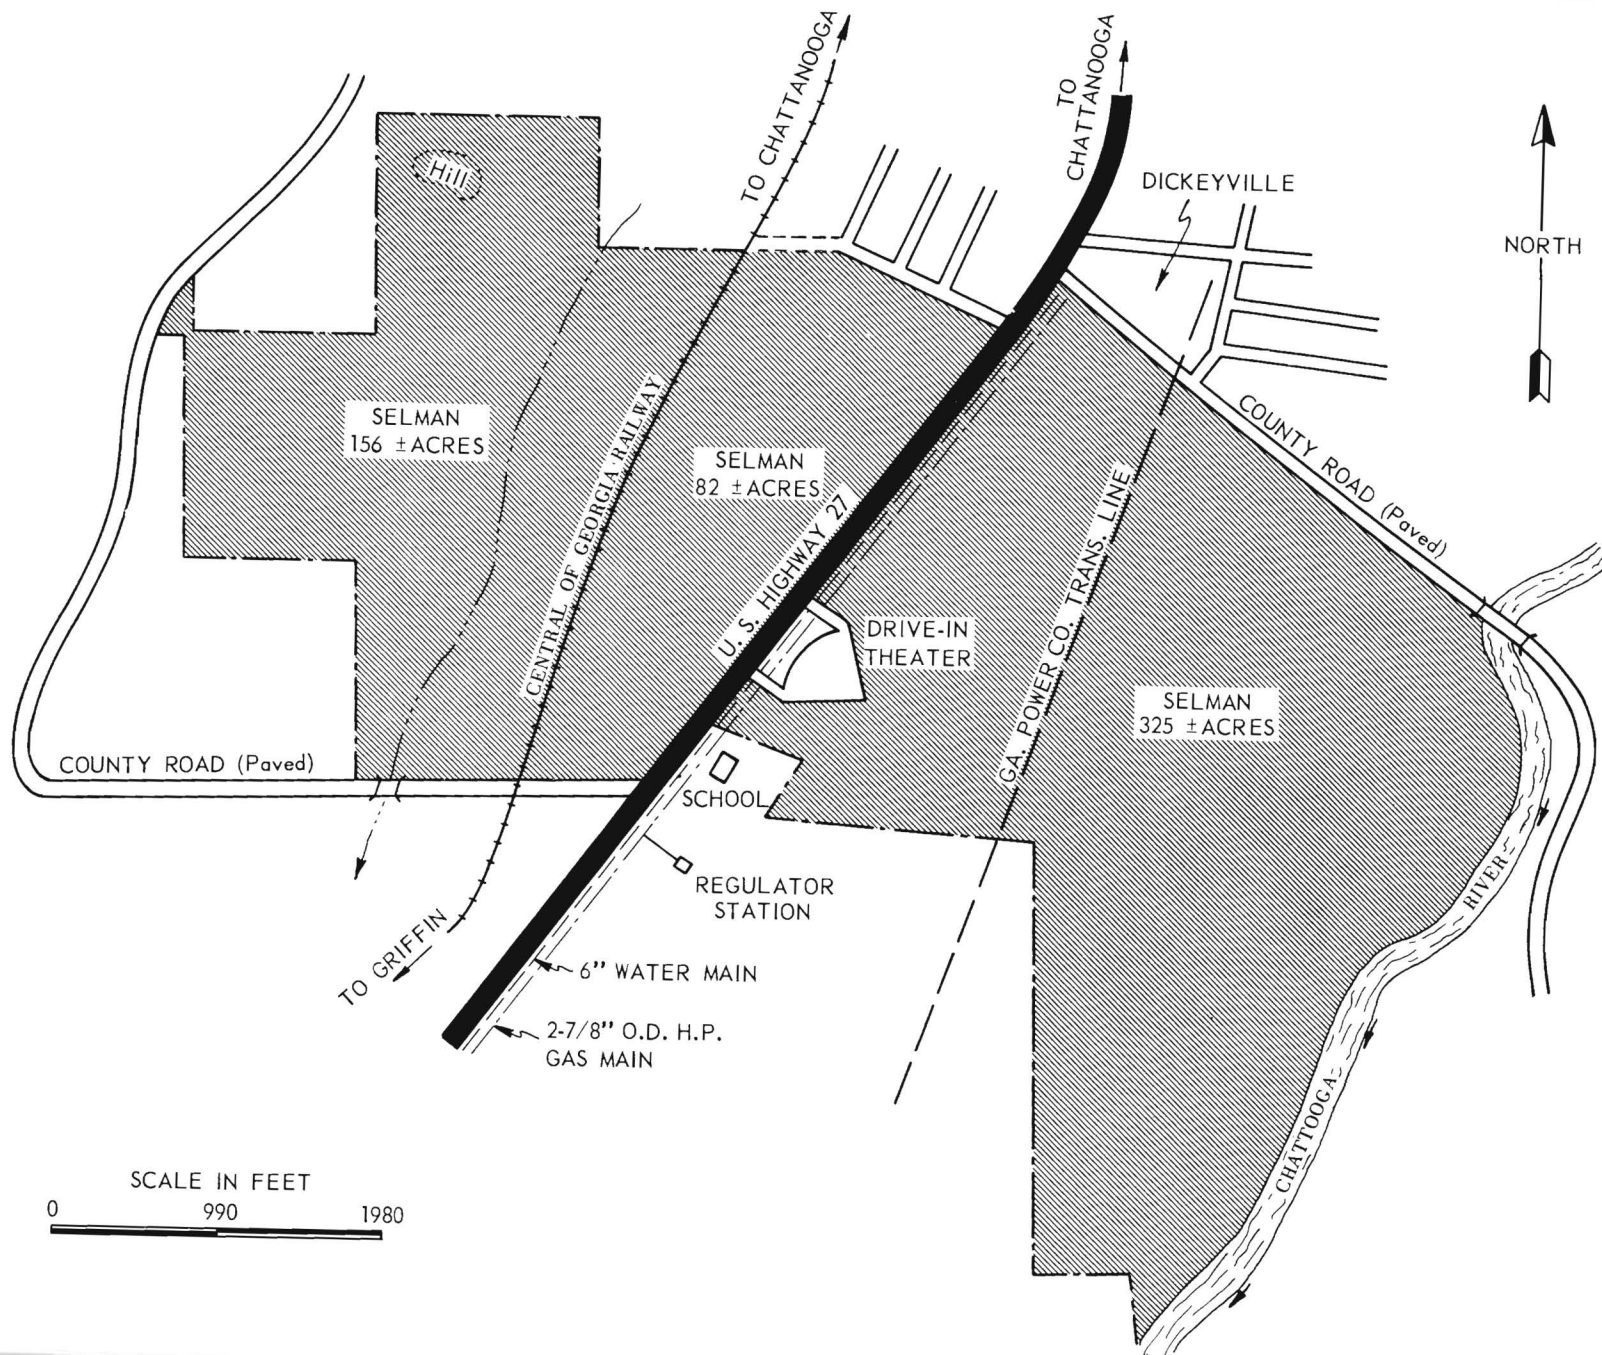 TO CHATTANOOGA
TO
CHATTANOOGA
DICKEYVILLE
NORTH
Hill
SELMAN
156 ± ACRES
SELMAN
82 ± ACRES
CENTRAL OF GEORGIA RAILWAY
U. S. HIGHWAY 27
GA. POWER CO. TRANS. LINE
COUNTY ROAD (Paved)
DRIVE-IN
THEATER
SELMAN
325 ± ACRES
COUNTY ROAD (Paved)
SCHOOL
REGULATOR
STATION
TO GRIFFIN
6" WATER MAIN
2-7/8" O.D. H.P.
GAS MAIN
CHATTOOGA RIVER
SCALE IN FEET
0 990 1980